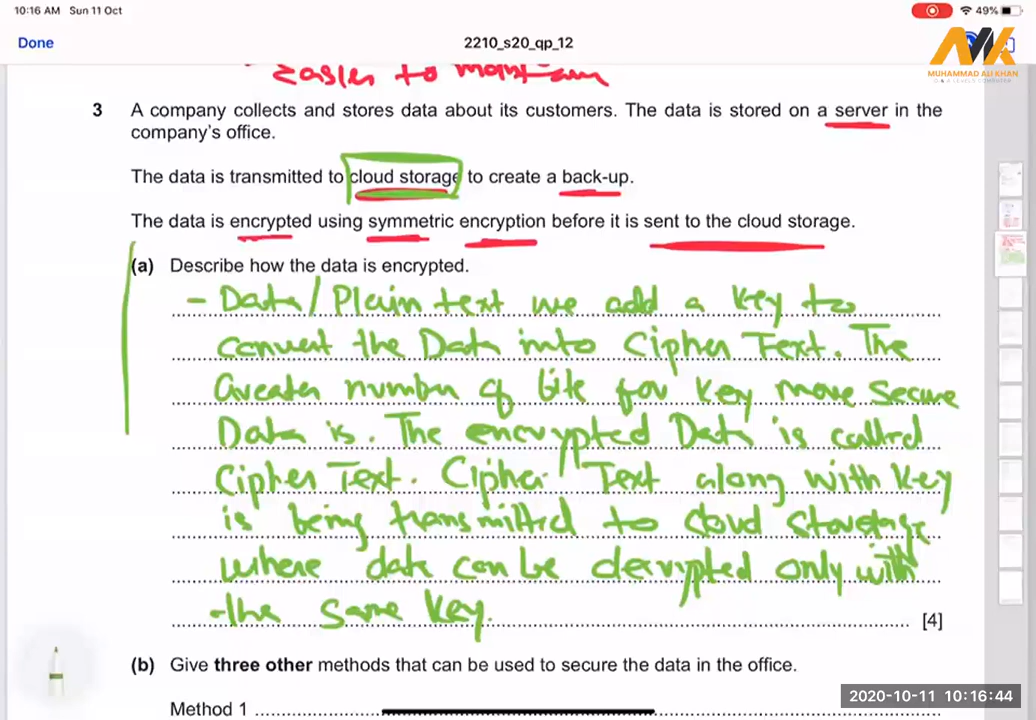 10:16 AM Sun 11 Oct
49%
Done
2210_s20_qp_12
MUHAMMAD ALI KHAN
easier to maintain
3 A company collects and stores data about its customers. The data is stored on a server in the
company's office.
The data is transmitted to cloud storage to create a back-up.
The data is encrypted using symmetric encryption before it is sent to the cloud storage.
(a) Describe how the data is encrypted.
- Data/Plain text we add a key to
convert the Data into Cipher Text. The
Greater number of bits for key more secure
Data is. The encrypted Data is called
Cipher Text. Cipher Text along with key
is being transmitted to cloud
where data can be decrypted only with
the same key.
[4]
(b) Give three other methods that can be used to secure the data in the office.
Method 1
2020-10-11 10:16:44